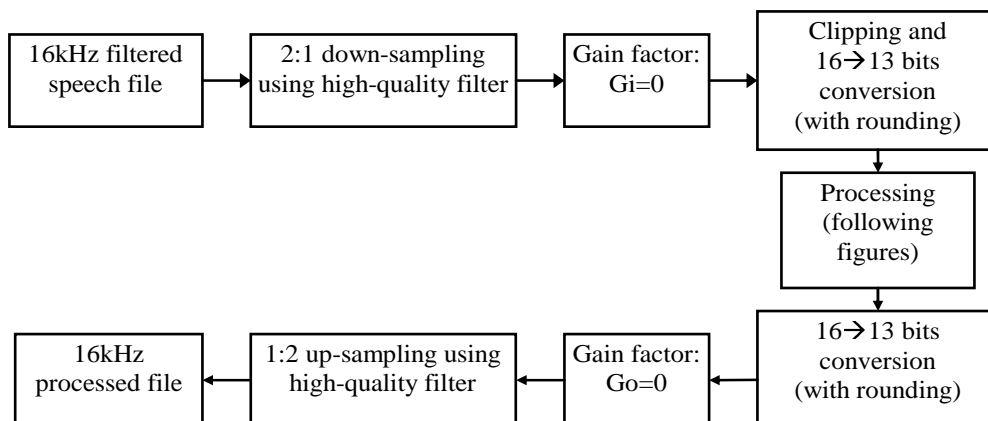 16kHz filtered
speech file
2:1 down-sampling
using high-quality filter
Gain factor:
Gi=0
Clipping and
16→13 bits
conversion
(with rounding)
Processing
(following
figures)
16→13 bits
conversion
(with rounding)
Gain factor:
Go=0
1:2 up-sampling using
high-quality filter
16kHz
processed file